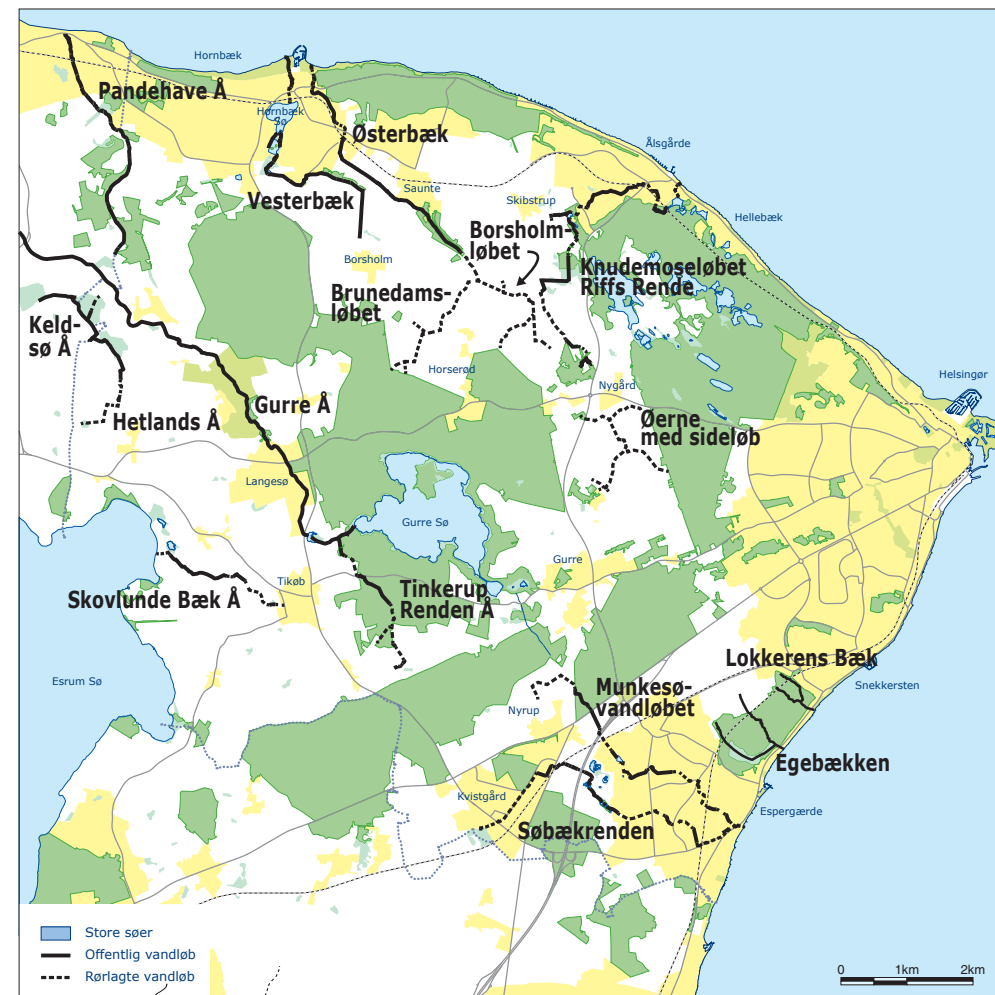 Hornbæk
Pandehave Å
Hornbæk
Sø
Østerbæk
Ålsgårde
Saunte
Vesterbæk
Skibstrup
Hellebæk
Borsholm-
løbet
Borsholm
Knudemoseløbet
Riffs Rende
Brunedams-
løbet
Keld-
sø Å
Horserød
Helsingør
Nygård
Hetlands Å
Gurre Å
Øerne
med sideløb
Langesø
Gurre Sø
Gurre
Tikøb
Skovlunde Bæk Å
Tinkerup
Renden Å
Lokkerens Bæk
Esrum Sø
Snekkersten
Munkesø-
vandløbet
Nyrup
Egebækken
Kvistgård
Espergærde
Søbækrenden
Store søer
Offentlig vandløb
Rørlagte vandløb
0 1km 2km